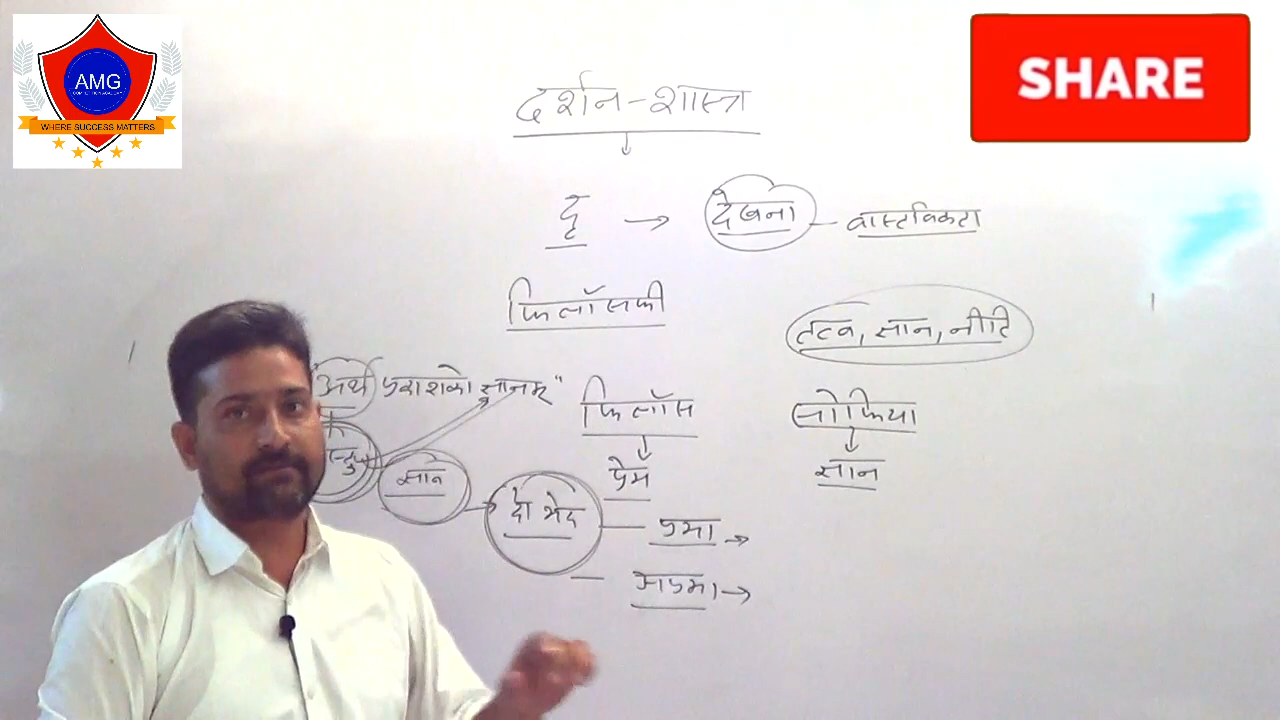 AMG
WHERE SUCCESS MATTERS
SHARE
दर्शन-शास्त्र
दृ → देखना - वास्तविकता
फिलॉसफी
तत्व, ज्ञान, नीति
"अर्थ प्रकाशको ज्ञानम्"
फिलॉस सोफिया
प्रेम ज्ञान
ज्ञान दो भेद
प्रमा →
अप्रमा →